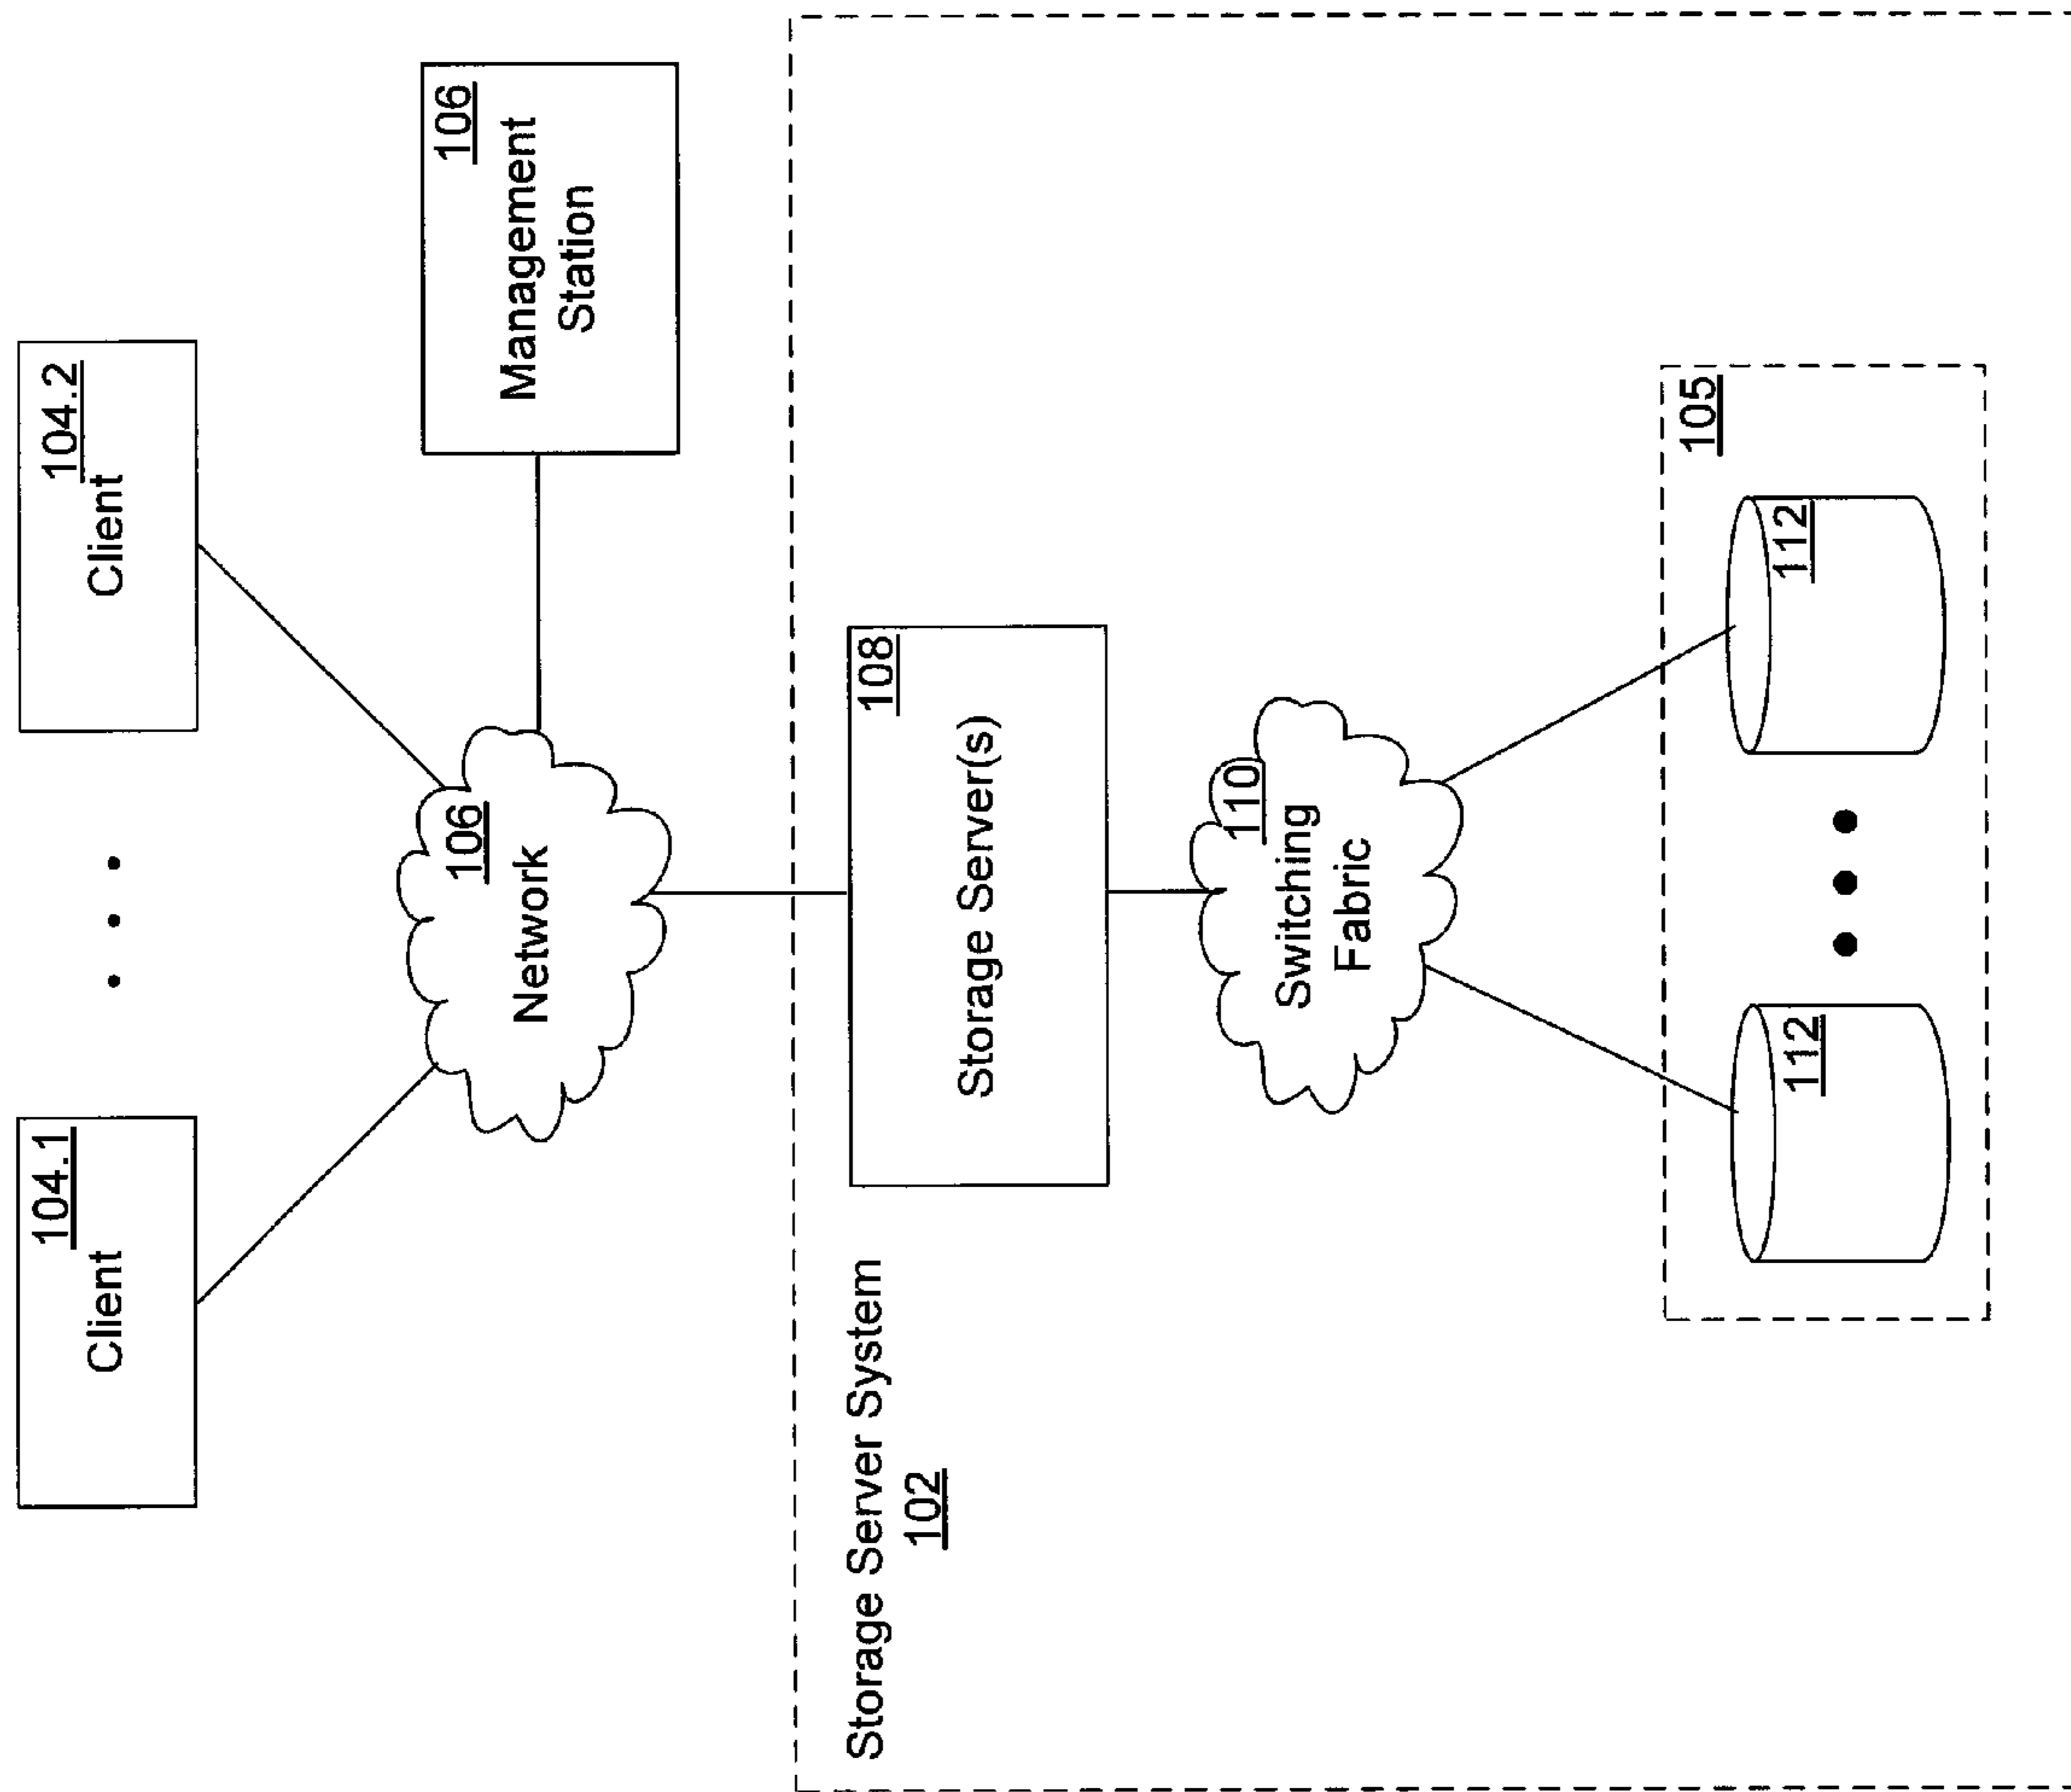 104.1
Client
104.2
Client
106
Network
106
Management
Station
Storage Server System
102
108
Storage Server(s)
110
Switching
Fabric
105
112
112